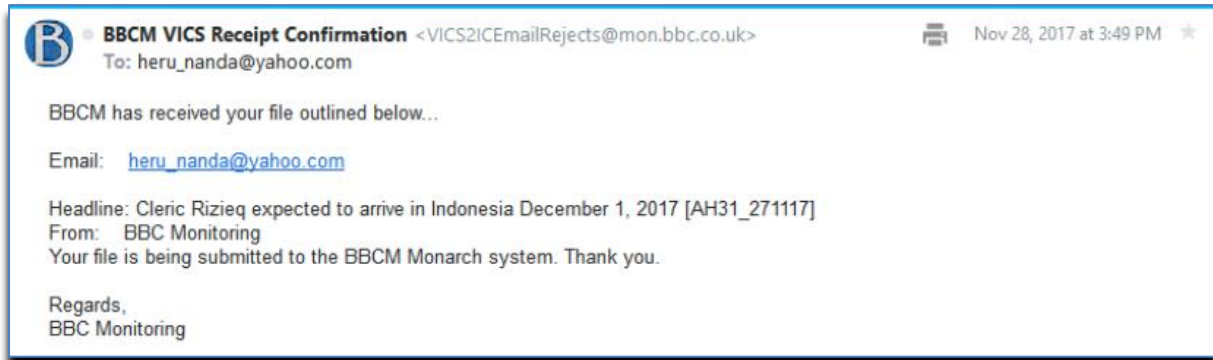 B
BBCM VICS Receipt Confirmation <VICS2ICEmailRejects@mon.bbc.co.uk> Nov 28, 2017 at 3:49 PM
To: heru_nanda@yahoo.com
BBCM has received your file outlined below...
Email: heru_nanda@yahoo.com
Headline: Cleric Rizieq expected to arrive in Indonesia December 1, 2017 [AH31_271117]
From: BBC Monitoring
Your file is being submitted to the BBCM Monarch system. Thank you.
Regards,
BBC Monitoring